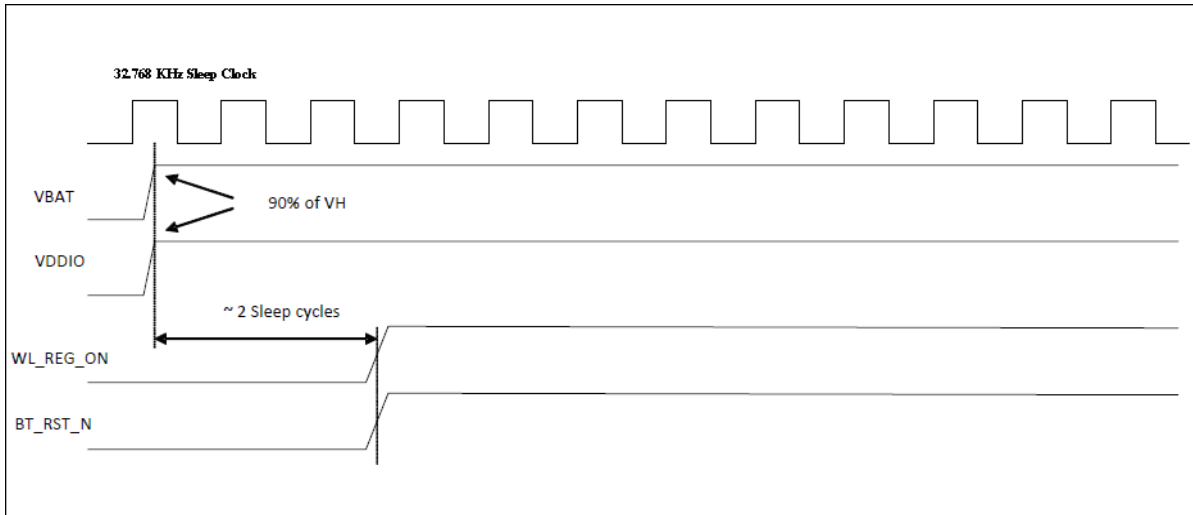 32.768 KHz Sleep Clock
VBAT
90% of VH
VDDIO
~ 2 Sleep cycles
WL_REG_ON
BT_RST_N